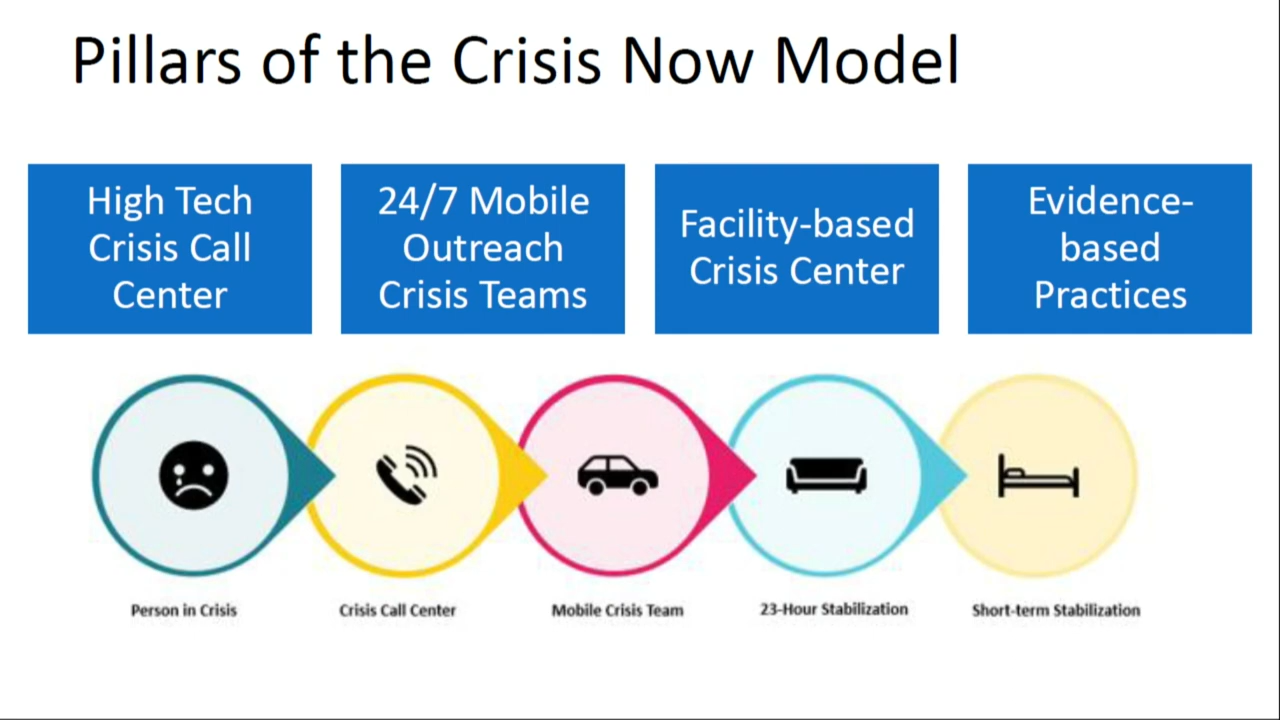 Pillars of the Crisis Now Model
High Tech
Crisis Call
Center
24/7 Mobile
Outreach
Crisis Teams
Facility-based
Crisis Center
Evidence-
based
Practices
Person in Crisis
Crisis Call Center
Mobile Crisis Team
23-Hour Stabilization
Short-term Stabilization